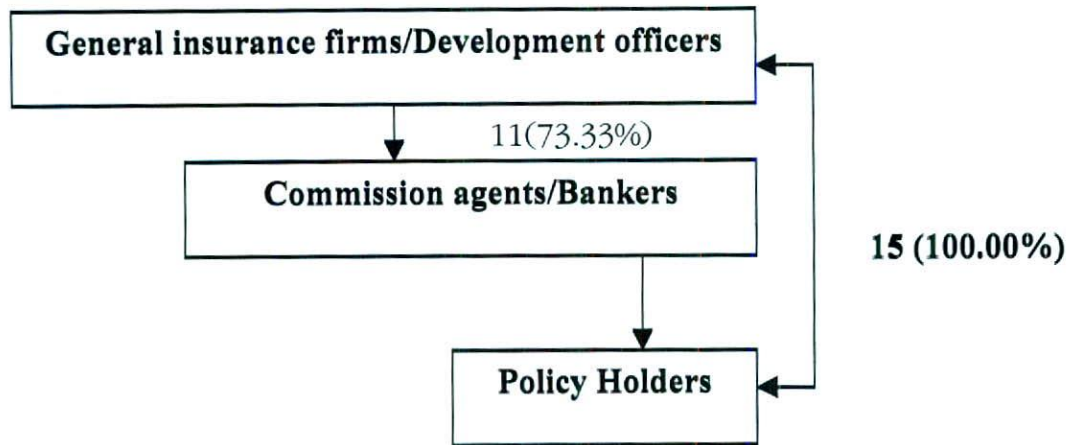 General insurance firms/Development officers
11(73.33%)
Commission agents/Bankers
15 (100.00%)
Policy Holders